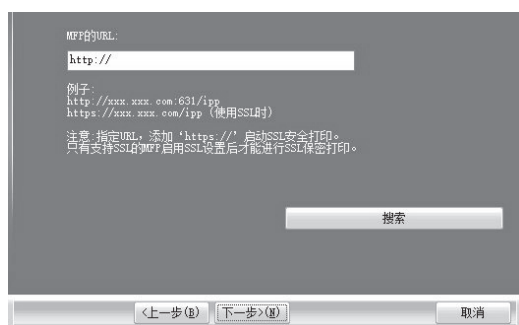 MFP的URL:
http://
例子:
http://xxx.xxx.com:631/ipp
https://xxx.xxx.com/ipp (使用SSL时)
注意:指定URL，添加‘https://’启动SSL安全打印。
只有支持SSL的MFP启用SSL设置后才能进行SSL保密打印。
搜索
<上一步(B) 下一步>(N) 取消